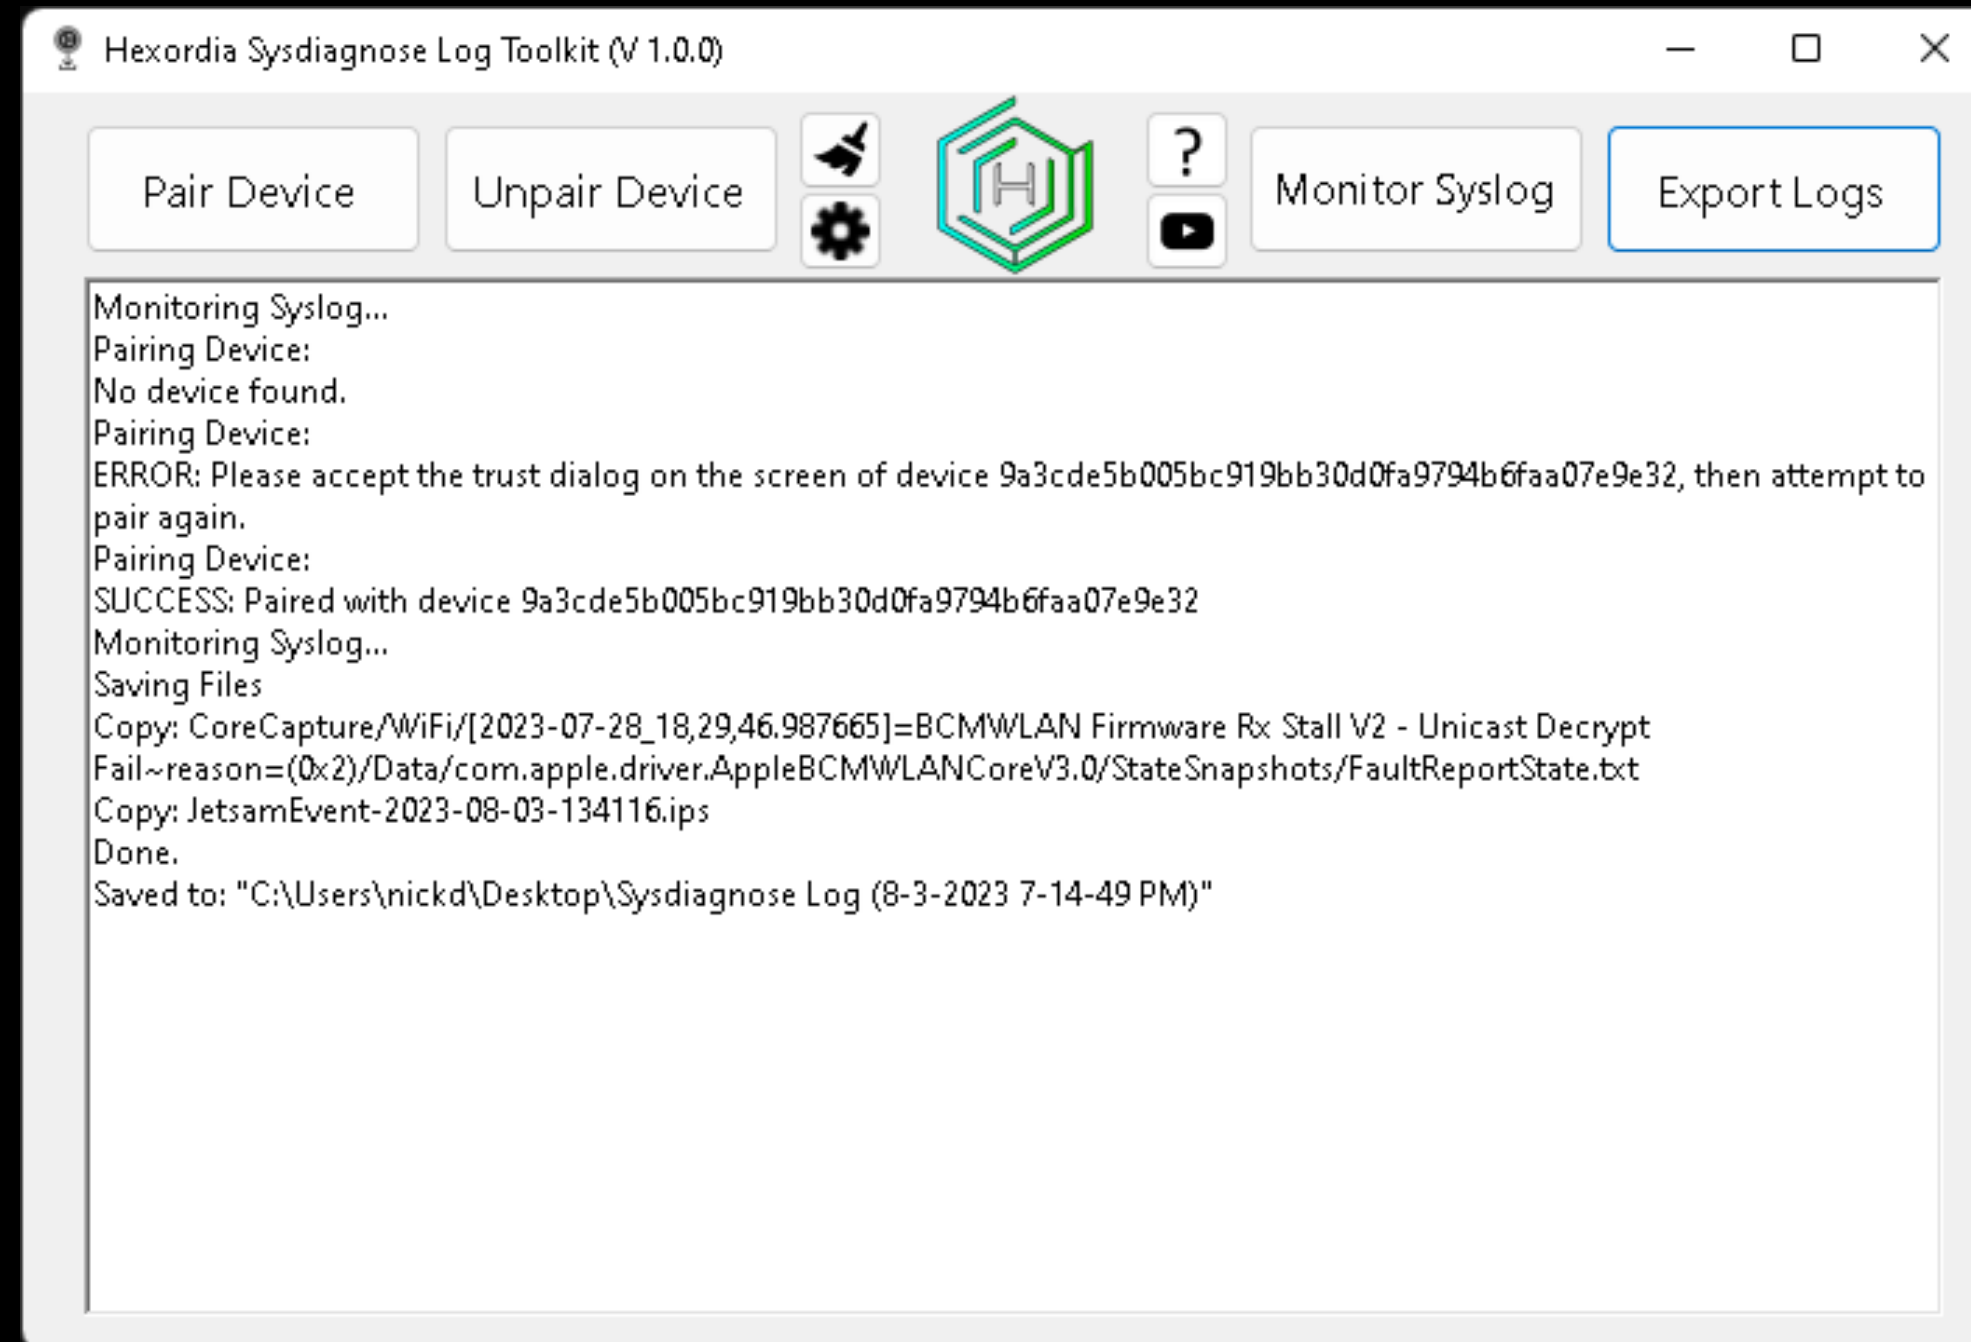 Hexordia Sysdiagnose Log Toolkit (V 1.0.0)
Pair Device
Unpair Device
?
H
Monitor Syslog
Export Logs
Monitoring Syslog...
Pairing Device:
No device found.
Pairing Device:
ERROR: Please accept the trust dialog on the screen of device 9a3cde5b005bc919bb30d0fa9794b6faa07e9e32, then attempt to
pair again.
Pairing Device:
SUCCESS: Paired with device 9a3cde5b005bc919bb30d0fa9794b6faa07e9e32
Monitoring Syslog...
Saving Files
Copy: CoreCapture/WiFi/[2023-07-28_18,29,46.987665]=BCMWLAN Firmware Rx Stall V2 - Unicast Decrypt
Fail~reason=(0x2)/Data/com.apple.driver.AppleBCMWLANCoreV3.0/StateSnapshots/FaultReportState.txt
Copy: JetsamEvent-2023-08-03-134116.ips
Done.
Saved to: "C:\Users\nickd\Desktop\Sysdiagnose Log (8-3-2023 7-14-49 PM)"